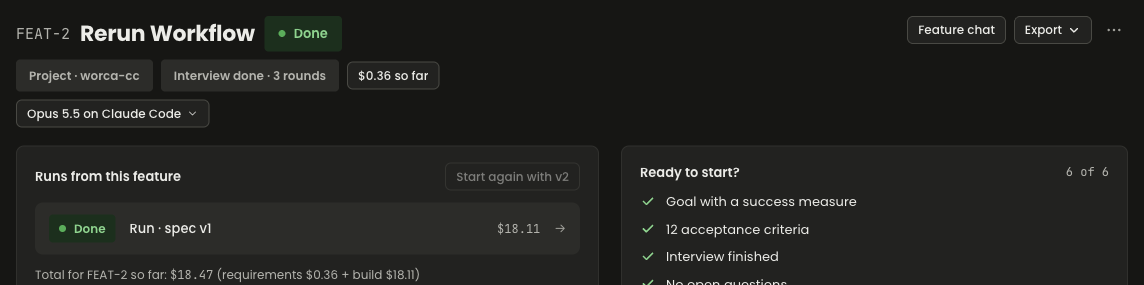 FEAT-2 Rerun Workflow Done
Feature chat Export ···
Project · worca-cc Interview done · 3 rounds $0.36 so far
Opus 5.5 on Claude Code
Runs from this feature Start again with v2
Done Run · spec v1 $18.11 →
Total for FEAT-2 so far: $18.47 (requirements $0.36 + build $18.11)
Ready to start? 6 of 6
Goal with a success measure
12 acceptance criteria
Interview finished
No open questions